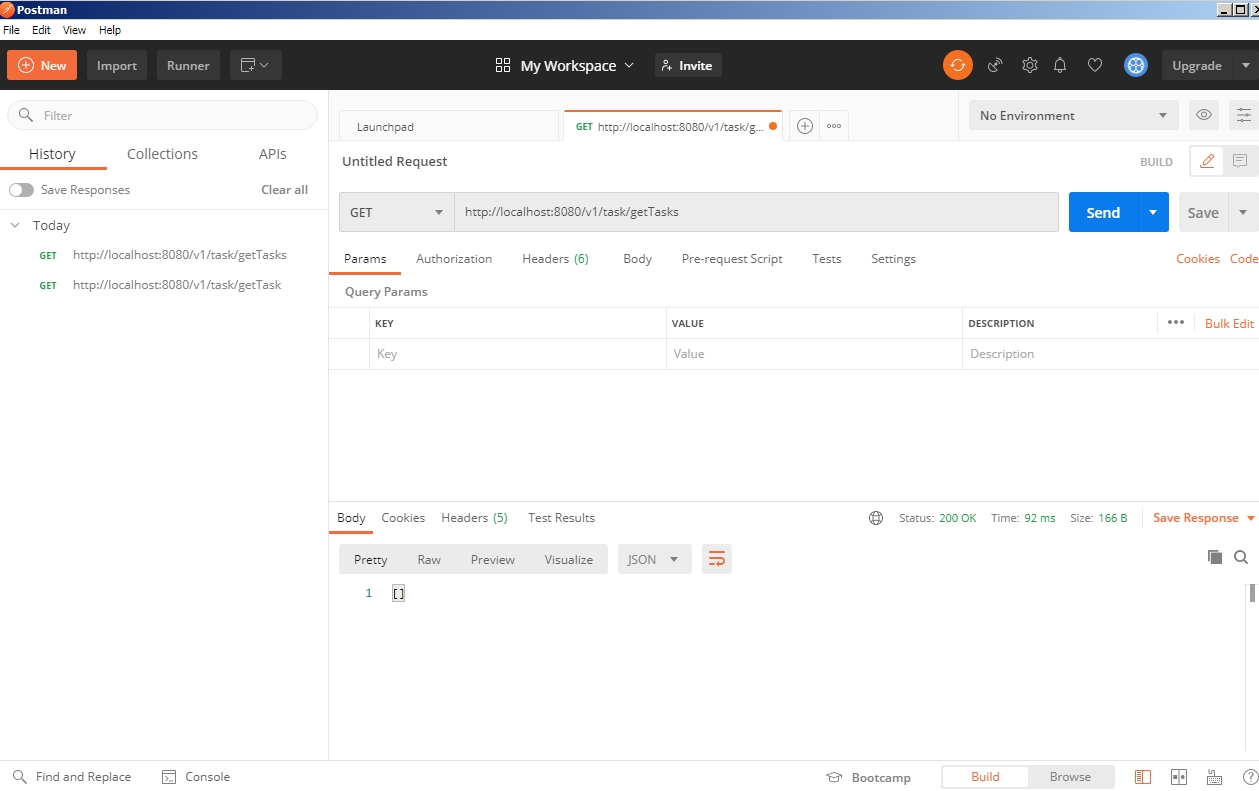 Postman
File Edit View Help
New Import Runner My Workspace Invite Upgrade
Filter
History Collections APIs
Save Responses Clear all
Today
GET http://localhost:8080/v1/task/getTasks
GET http://localhost:8080/v1/task/getTask
Launchpad GET http://localhost:8080/v1/task/g... No Environment
Untitled Request BUILD
GET http://localhost:8080/v1/task/getTasks Send Save
Params Authorization Headers (6) Body Pre-request Script Tests Settings Cookies Code
Query Params
KEY VALUE DESCRIPTION ••• Bulk Edit
Key Value Description
Body Cookies Headers (5) Test Results Status: 200 OK Time: 92 ms Size: 166 B Save Response
Pretty Raw Preview Visualize JSON
1 []
Find and Replace Console Bootcamp Build Browse